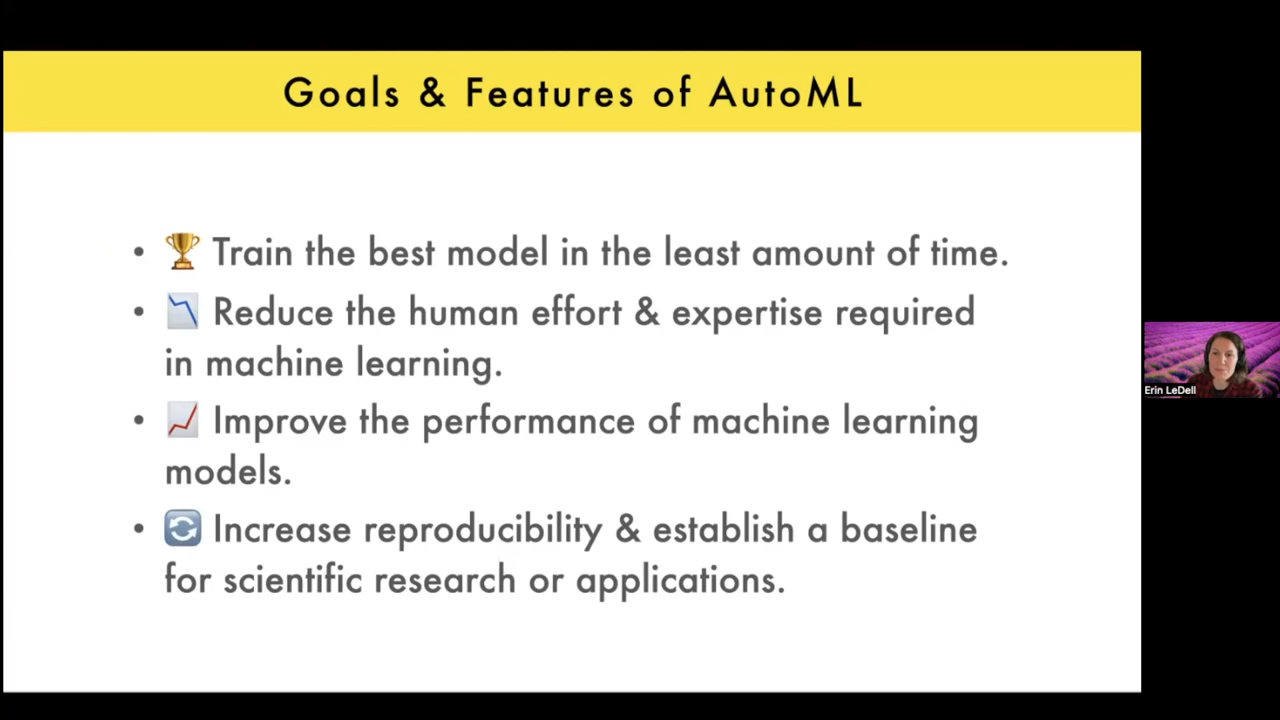 Goals & Features of AutoML
• 🏆 Train the best model in the least amount of time.
• 📉 Reduce the human effort & expertise required
in machine learning.
• 📈 Improve the performance of machine learning
models.
• 🔄 Increase reproducibility & establish a baseline
for scientific research or applications.
Erin LeDell